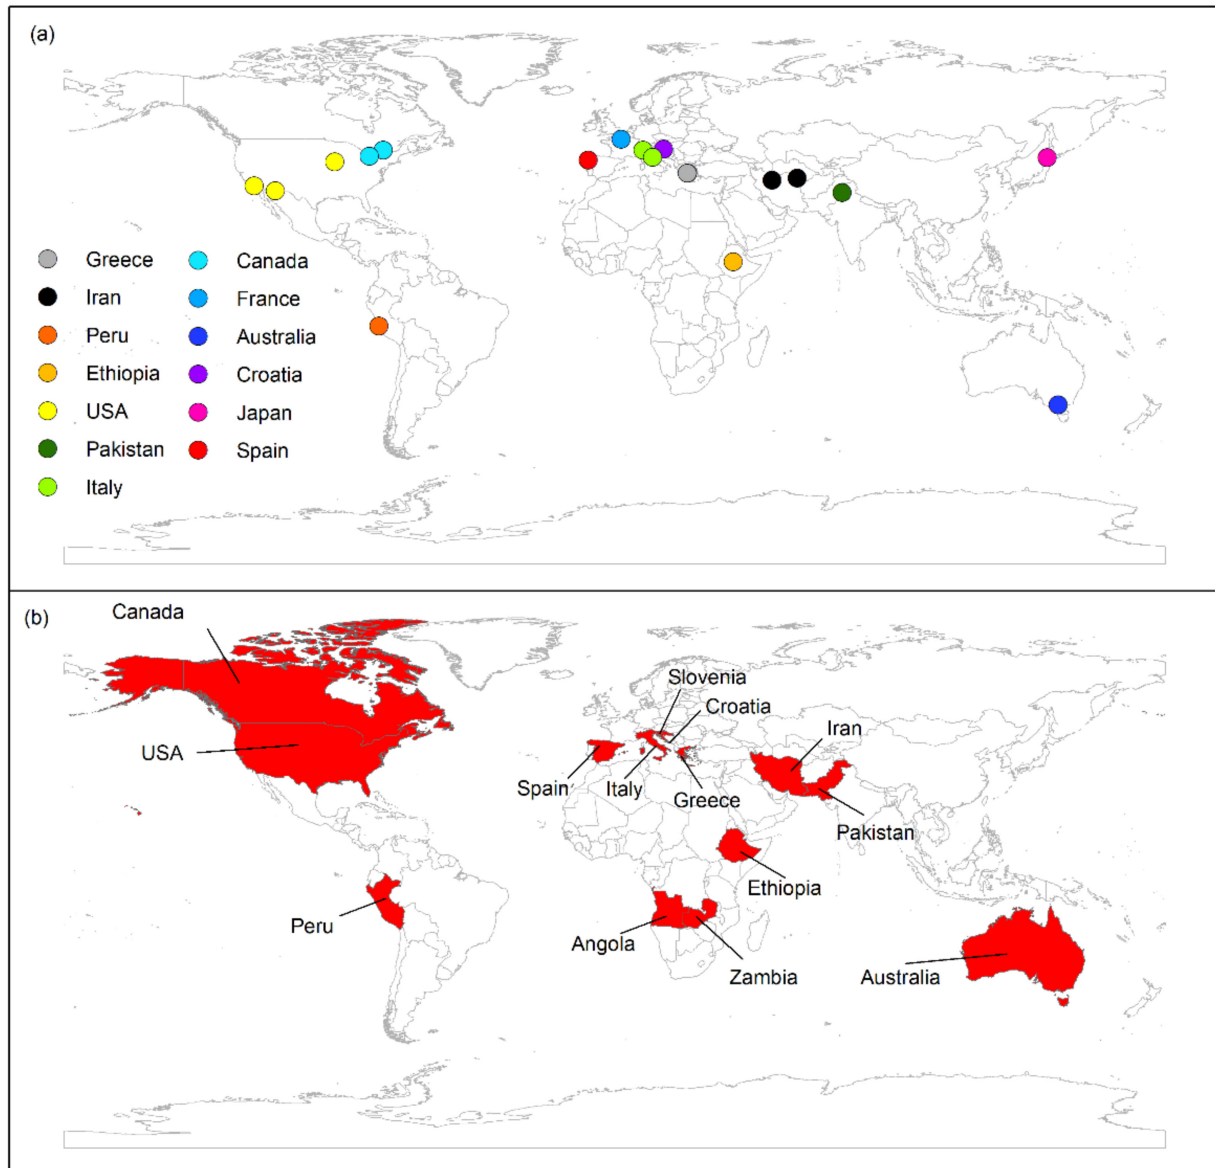 (a)
Greece Canada
Iran France
Peru Australia
Ethiopia Croatia
USA Japan
Pakistan Spain
Italy
(b)
Canada
Slovenia
Croatia
USA
Iran
Spain
Italy
Greece
Pakistan
Ethiopia
Peru
Angola
Zambia
Australia